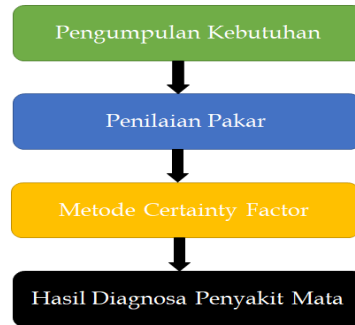 Pengumpulan Kebutuhan
Penilaian Pakar
Metode Certainty Factor
Hasil Diagnosa Penyakit Mata